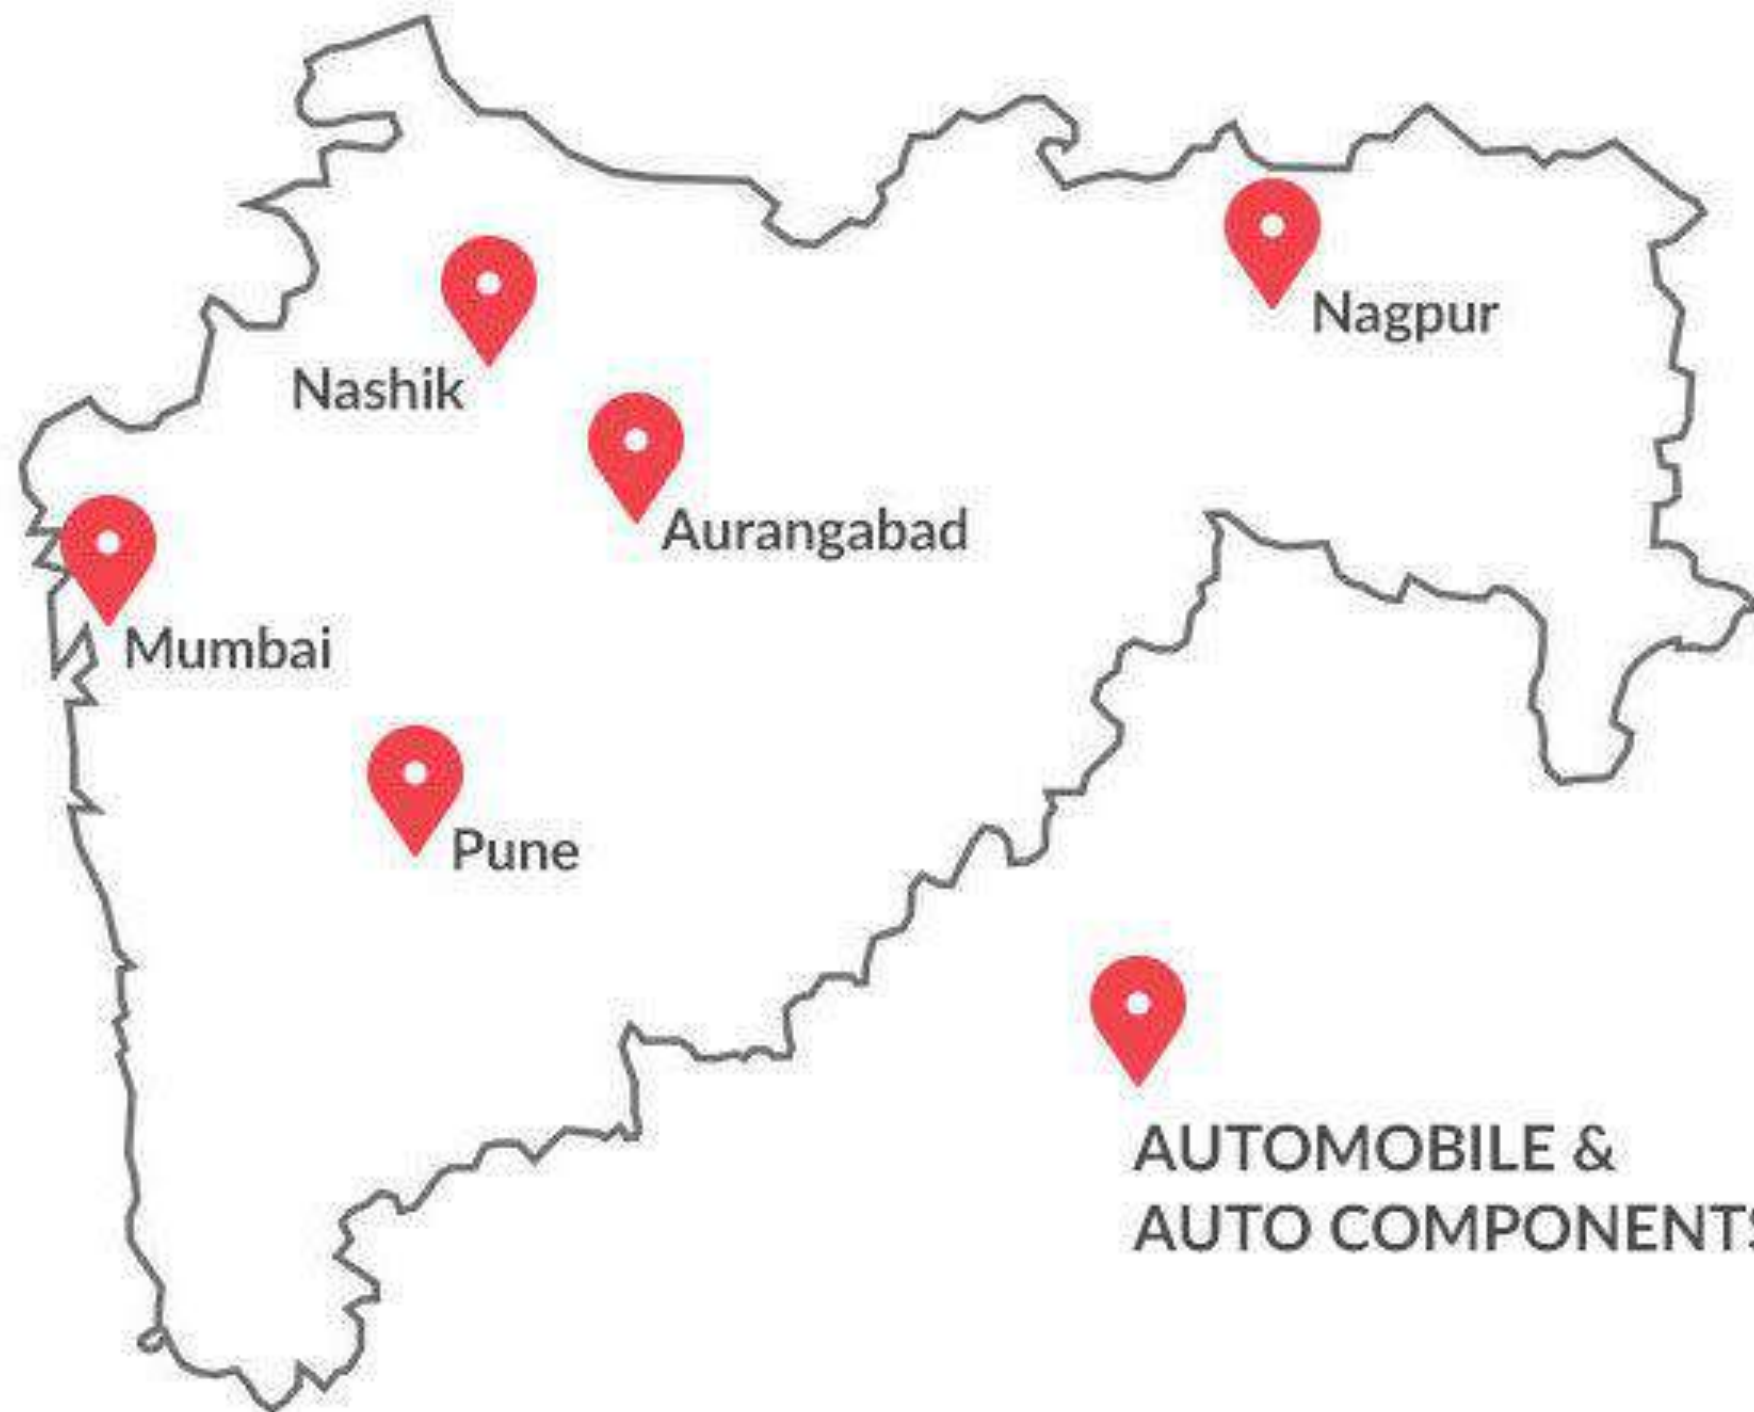 Nagpur
Nashik
Aurangabad
Mumbai
Pune
AUTOMOBILE &
AUTO COMPONENTS